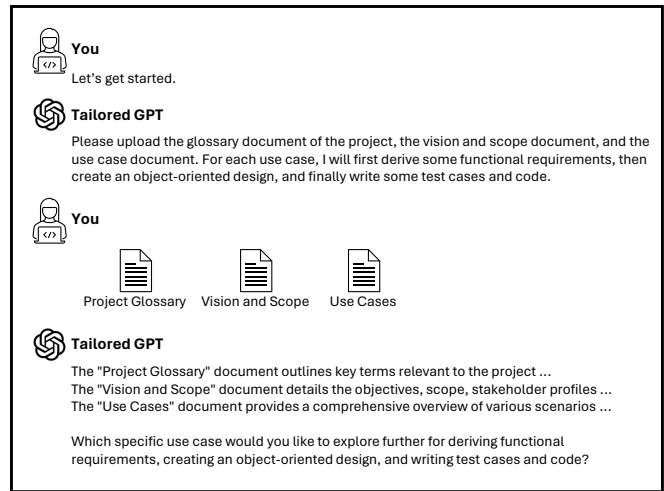 You
Let's get started.
Tailored GPT
Please upload the glossary document of the project, the vision and scope document, and the
use case document. For each use case, I will first derive some functional requirements, then
create an object-oriented design, and finally write some test cases and code.
You
Project Glossary Vision and Scope Use Cases
Tailored GPT
The "Project Glossary" document outlines key terms relevant to the project ...
The "Vision and Scope" document details the objectives, scope, stakeholder profiles ...
The "Use Cases" document provides a comprehensive overview of various scenarios ...
Which specific use case would you like to explore further for deriving functional
requirements, creating an object-oriented design, and writing test cases and code?